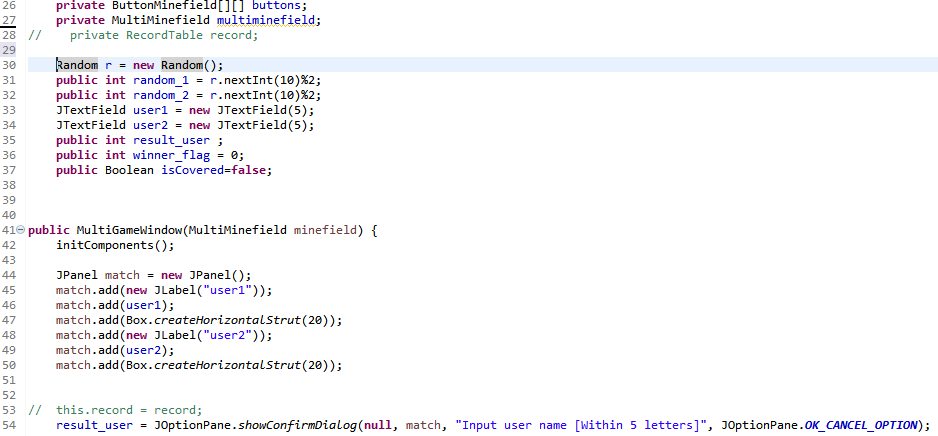 26 private ButtonMinefield[][] buttons;
27 private MultiMinefield multiminefield;
28 // private RecordTable record;
29
30 Random r = new Random();
31 public int random_1 = r.nextInt(10)%2;
32 public int random_2 = r.nextInt(10)%2;
33 JTextField user1 = new JTextField(5);
34 JTextField user2 = new JTextField(5);
35 public int result_user ;
36 public int winner_flag = 0;
37 public Boolean isCovered=false;
38
39
40
41 public MultiGameWindow(MultiMinefield minefield) {
42 initComponents();
43
44 JPanel match = new JPanel();
45 match.add(new JLabel("user1"));
46 match.add(user1);
47 match.add(Box.createHorizontalStrut(20));
48 match.add(new JLabel("user2"));
49 match.add(user2);
50 match.add(Box.createHorizontalStrut(20));
51
52
53 // this.record = record;
54 result_user = JOptionPane.showConfirmDialog(null, match, "Input user name [Within 5 letters]", JOptionPane.OK_CANCEL_OPTION);